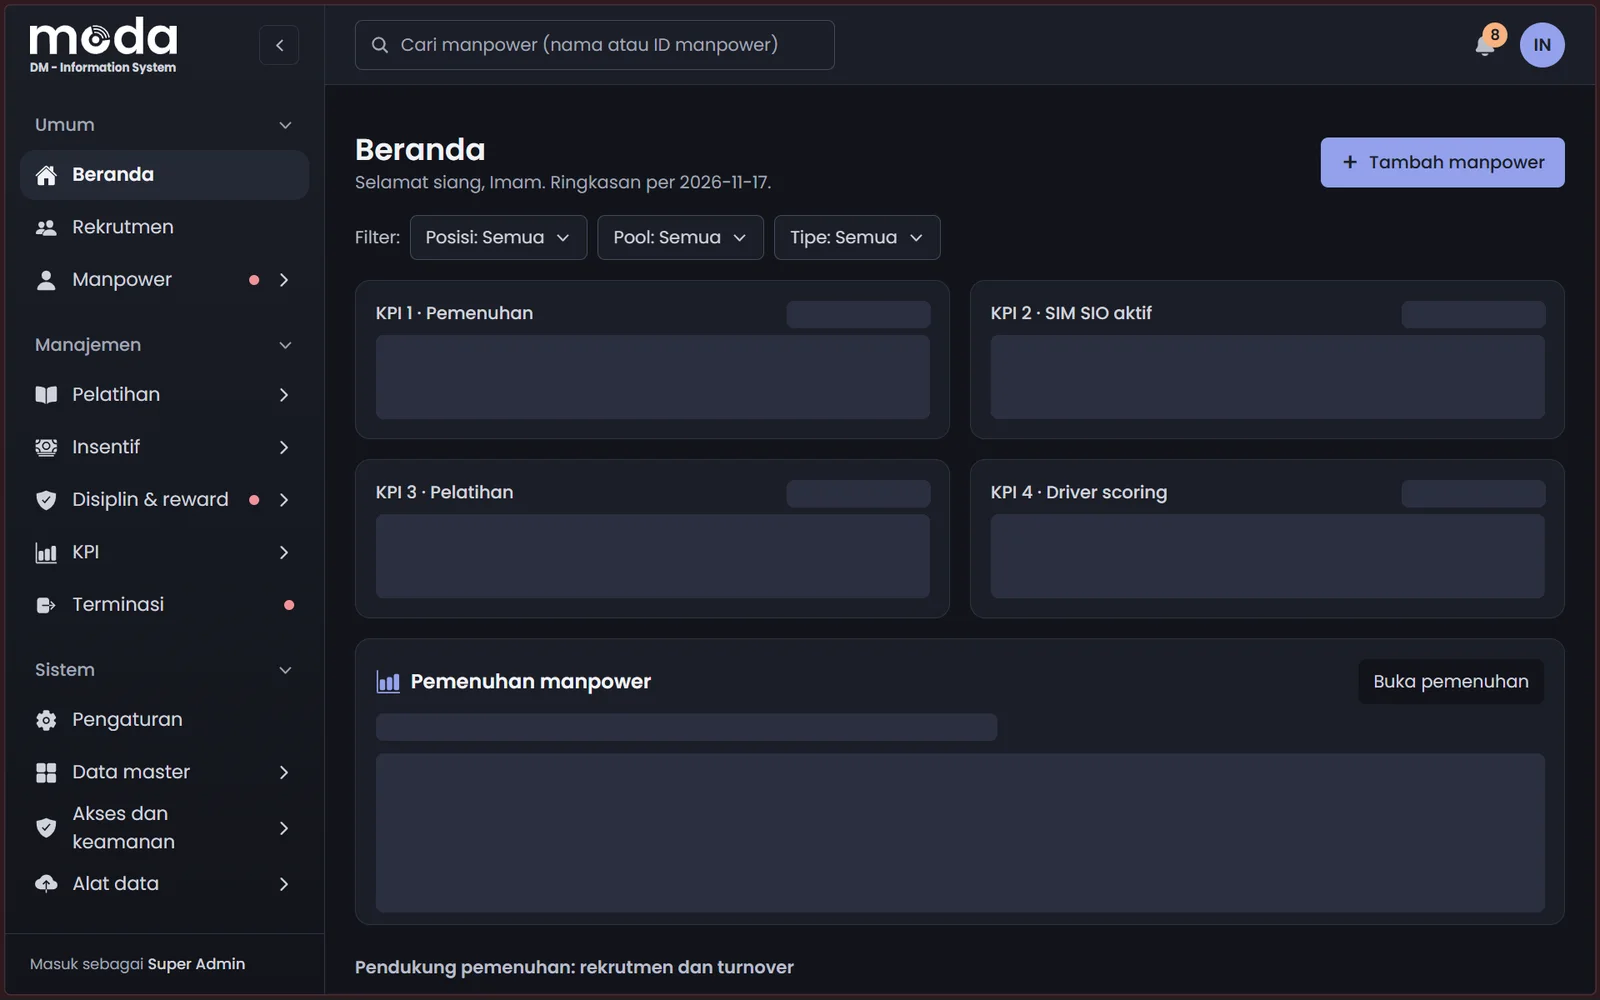 moda
DM - Information System
Cari manpower (nama atau ID manpower)
8
IN
Umum
Beranda
Rekrutmen
Manpower
Manajemen
Pelatihan
Insentif
Disiplin & reward
KPI
Terminasi
Sistem
Pengaturan
Data master
Akses dan
keamanan
Alat data
Masuk sebagai Super Admin
Beranda
Selamat siang, Imam. Ringkasan per 2026-11-17.
+ Tambah manpower
Filter:
Posisi: Semua
Pool: Semua
Tipe: Semua
KPI 1 · Pemenuhan
KPI 2 · SIM SIO aktif
KPI 3 · Pelatihan
KPI 4 · Driver scoring
Pemenuhan manpower
Buka pemenuhan
Pendukung pemenuhan: rekrutmen dan turnover